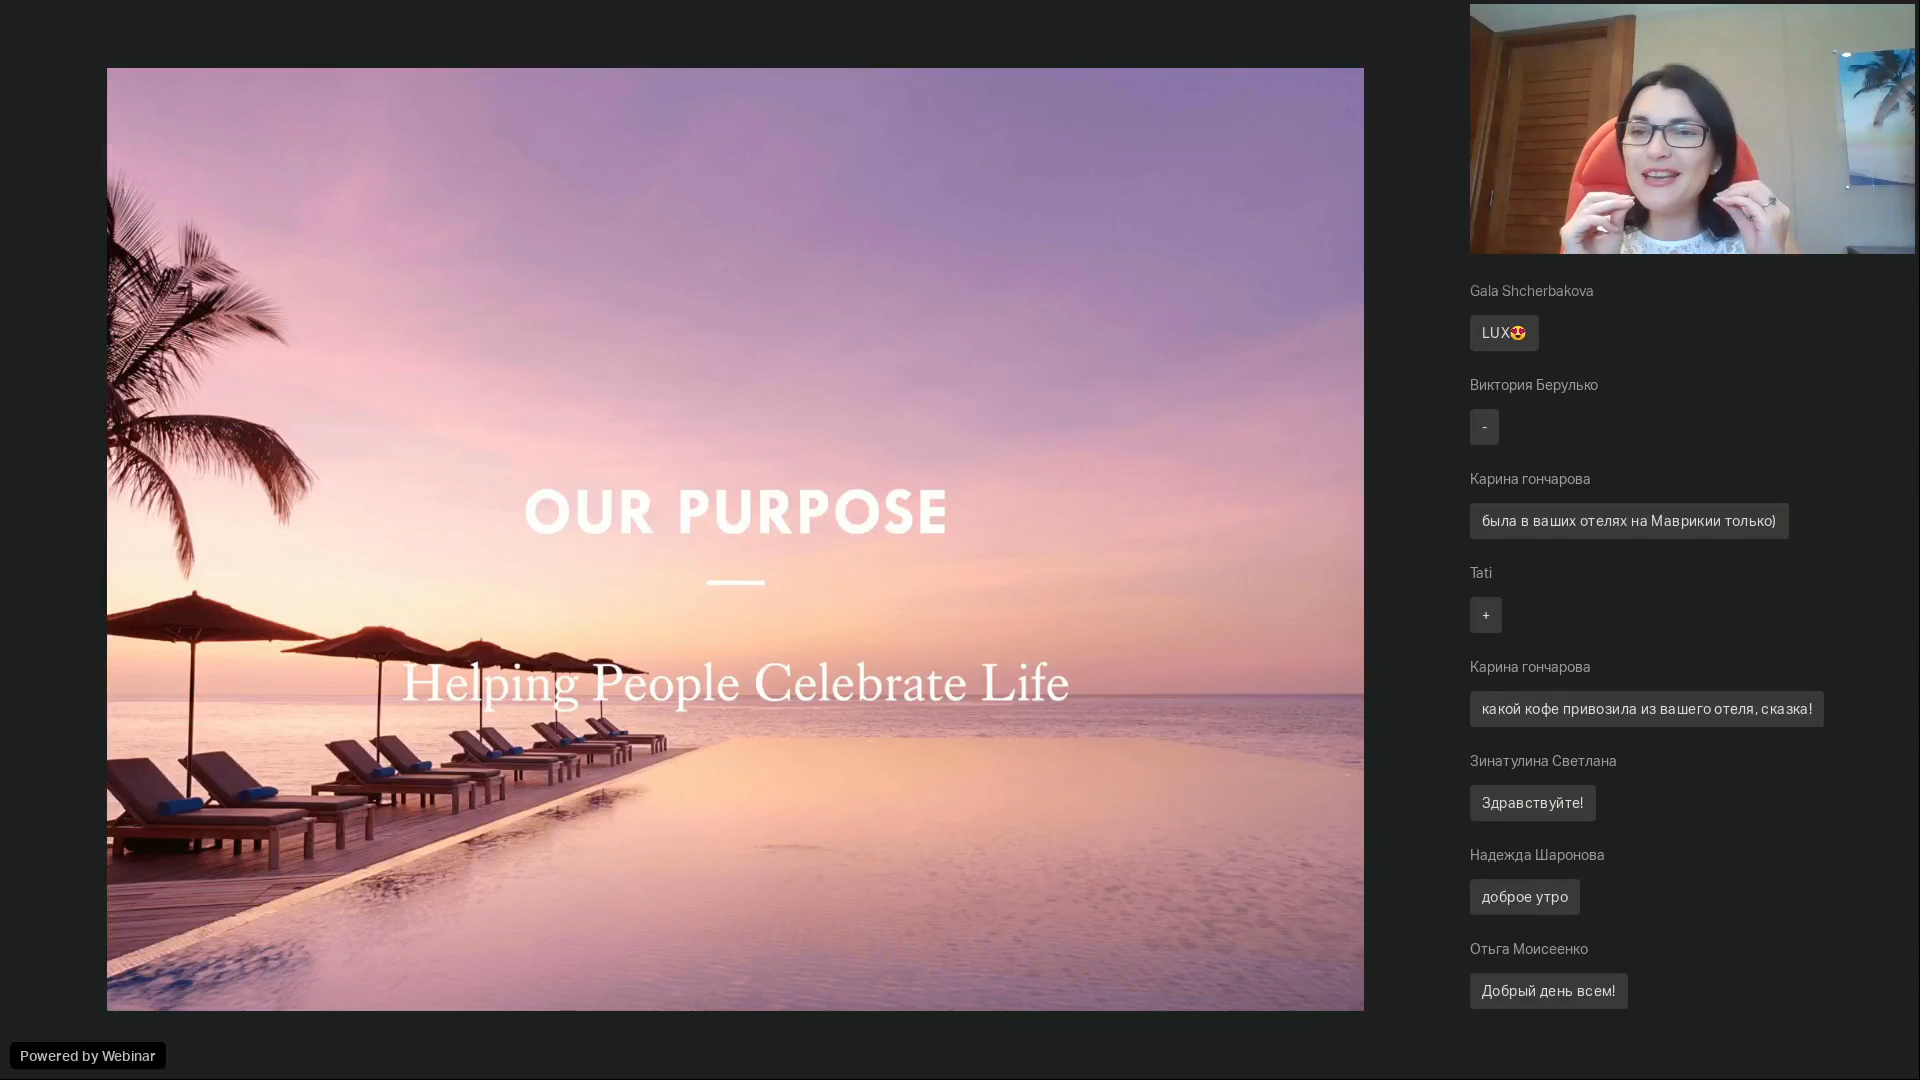 OUR PURPOSE
Helping People Celebrate Life
Gala Shcherbakova
LUX😍
Виктория Берулько
-
Карина гончарова
была в ваших отелях на Маврикии только)
Tati
+
Карина гончарова
какой кофе привозила из вашего отеля, сказка!
Зинатулина Светлана
Здравствуйте!
Надежда Шаронова
доброе утро
Отьга Моисеенко
Добрый день всем!
Powered by Webinar